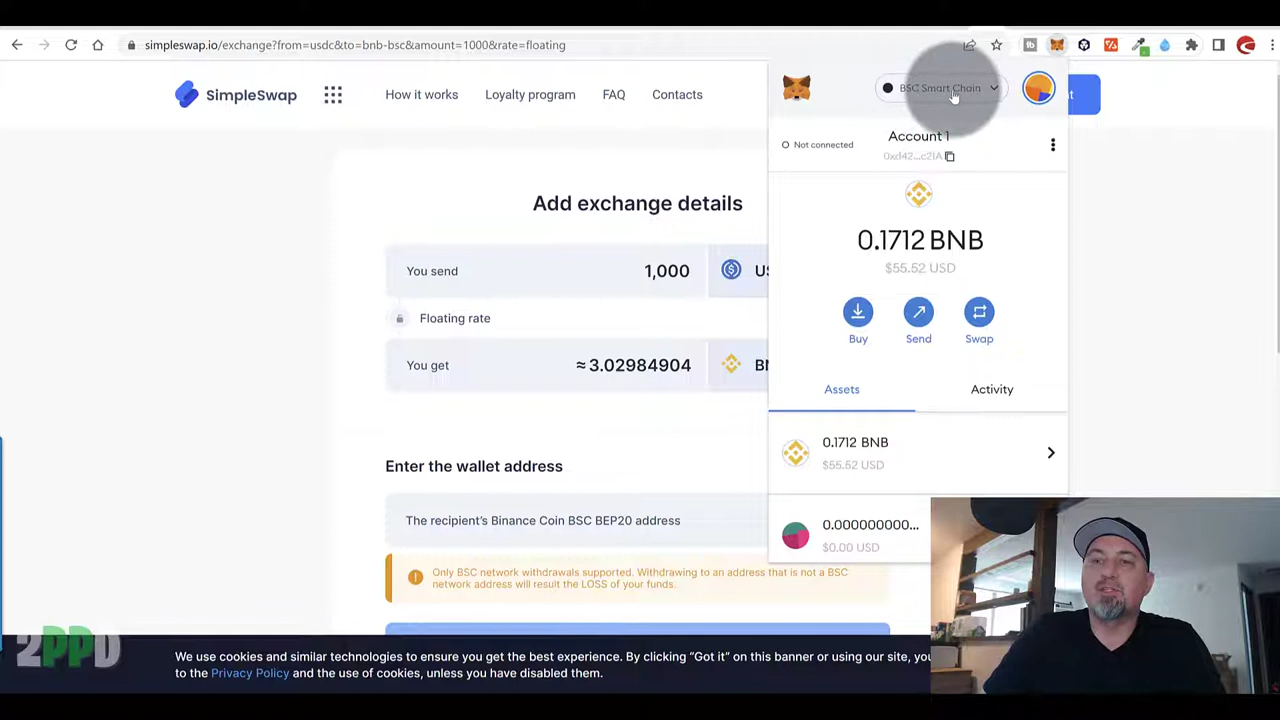 simpleswap.io/exchange?from=usdc&to=bnb-bsc&amount=1000&rate=floating
SimpleSwap
How it works
Loyalty program
FAQ
Contacts
BSC Smart Chain
Not connected
Account 1
0xd42...c21A
0.1712 BNB
$55.52 USD
Buy
Send
Swap
Assets
Activity
0.1712 BNB
$55.52 USD
0.000000000...
$0.00 USD
Add exchange details
You send
1,000
Floating rate
You get
≈ 3.02984904
Enter the wallet address
The recipient's Binance Coin BSC BEP20 address
Only BSC network withdrawals supported. Withdrawing to an address that is not a BSC
network address will result the LOSS of your funds.
2PPD
We use cookies and similar technologies to ensure you get the best experience. By clicking “Got it” on this banner or using our site, you
to the Privacy Policy and the use of cookies, unless you have disabled them.